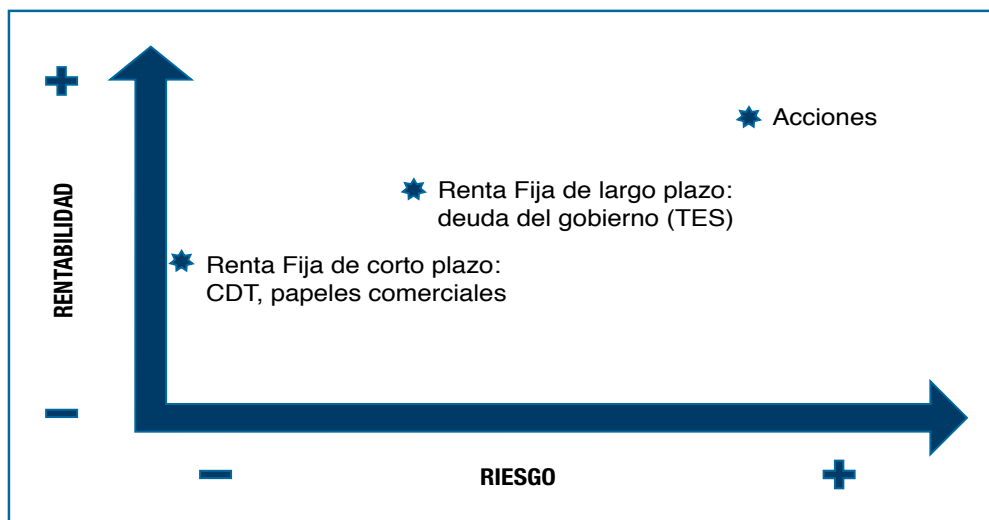 +
RENTABILIDAD
Acciones
Renta Fija de largo plazo:
deuda del gobierno (TES)
Renta Fija de corto plazo:
CDT, papeles comerciales
−
−
RIESGO
+